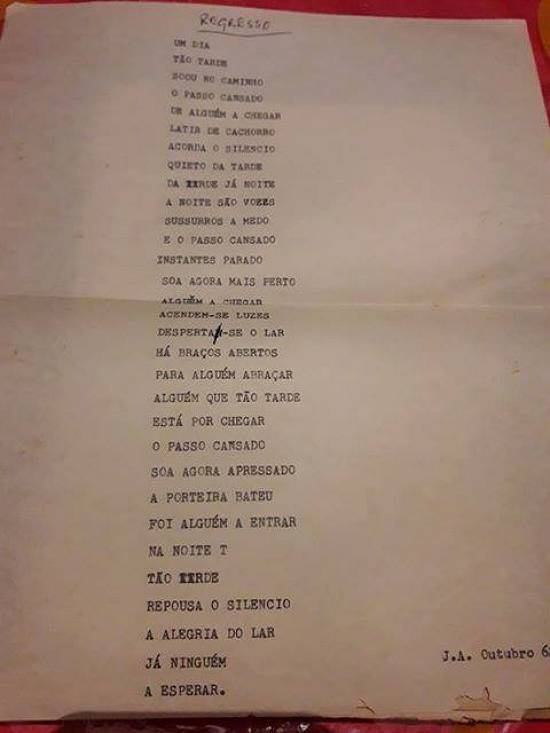 REGRESSO
UM DIA
TÃO TARDE
SOOU NO CAMINHO
O PASSO CANSADO
DE ALGUÉM A CHEGAR
LATIR DE CACHORRO
ACORDA O SILENCIO
QUIETO DA TARDE
DA TARDE JÁ NOITE
A NOITE SÃO VOZES
SUSSURROS A MEDO
E O PASSO CANSADO
INSTANTES PARADO
SOA AGORA MAIS PERTO
ALGUÉM A CHEGAR
ACENDEM-SE LUZES
DESPERTA-SE O LAR
HÁ BRAÇOS ABERTOS
PARA ALGUÉM ABRAÇAR
ALGUÉM QUE TÃO TARDE
ESTÁ POR CHEGAR
O PASSO CANSADO
SOA AGORA APRESSADO
A PORTEIRA BATEU
FOI ALGUÉM A ENTRAR
NA NOITE T
TÃO TARDE
REPOUSA O SILENCIO
A ALEGRIA DO LAR
JÁ NINGUÉM
A ESPERAR.
J.A. Outubro